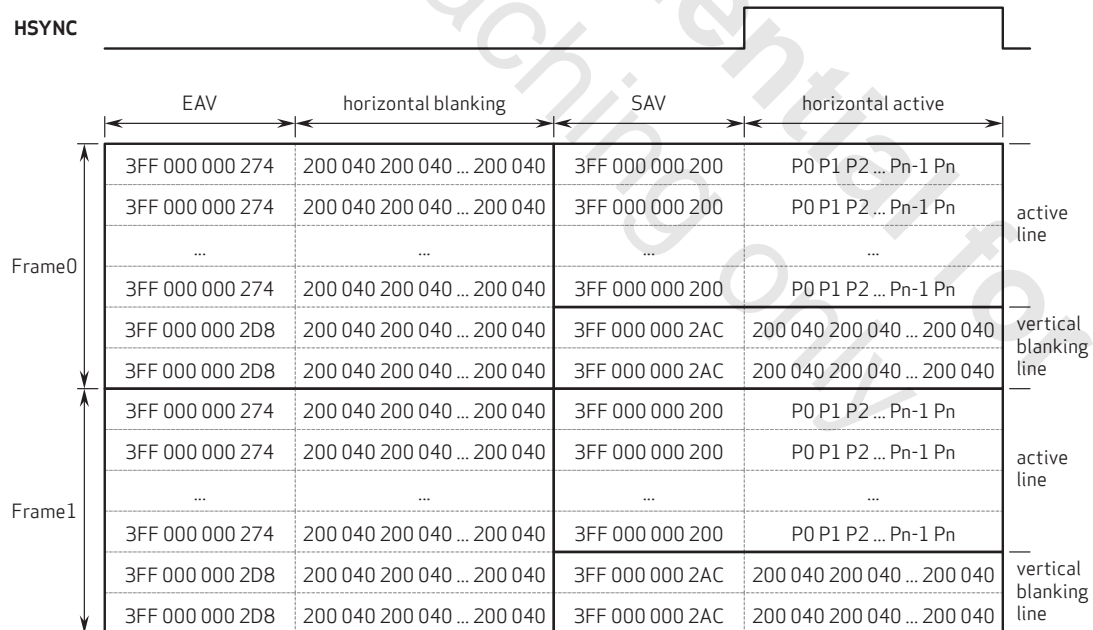 HSYNC
EAV horizontal blanking SAV horizontal active
3FF 000 000 274 200 040 200 040 ... 200 040 3FF 000 000 200 P0 P1 P2 ... Pn-1 Pn
3FF 000 000 274 200 040 200 040 ... 200 040 3FF 000 000 200 P0 P1 P2 ... Pn-1 Pn
active
line
... ... ... ...
Frame0
3FF 000 000 274 200 040 200 040 ... 200 040 3FF 000 000 200 P0 P1 P2 ... Pn-1 Pn
3FF 000 000 2D8 200 040 200 040 ... 200 040 3FF 000 000 2AC 200 040 200 040 ... 200 040
vertical
blanking
line
3FF 000 000 2D8 200 040 200 040 ... 200 040 3FF 000 000 2AC 200 040 200 040 ... 200 040
3FF 000 000 274 200 040 200 040 ... 200 040 3FF 000 000 200 P0 P1 P2 ... Pn-1 Pn
3FF 000 000 274 200 040 200 040 ... 200 040 3FF 000 000 200 P0 P1 P2 ... Pn-1 Pn
active
line
... ... ... ...
Frame1
3FF 000 000 274 200 040 200 040 ... 200 040 3FF 000 000 200 P0 P1 P2 ... Pn-1 Pn
3FF 000 000 2D8 200 040 200 040 ... 200 040 3FF 000 000 2AC 200 040 200 040 ... 200 040
vertical
blanking
line
3FF 000 000 2D8 200 040 200 040 ... 200 040 3FF 000 000 2AC 200 040 200 040 ... 200 040
for
only